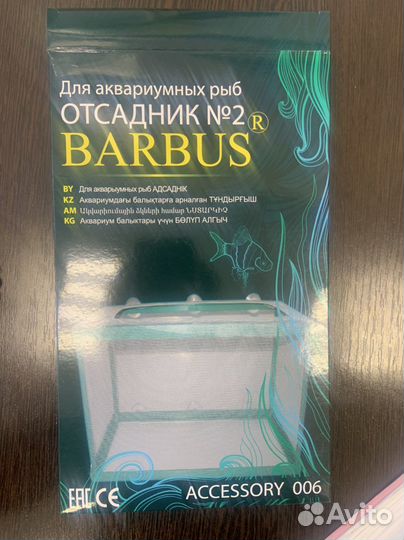 Для аквариумных рыб
ОТСАДНИК №2
BARBUS®
BY Для акварыумных рыб АДСАДНІК
KZ Аквариумдағы балықтарға арналған ТҰНДЫРҒЫШ
AM Ակվարիումային ձկների համար ՆՍՏԱՐԿԻՉ
KG Аквариум балыктары үчүн БӨЛҮП АЛГЫЧ
EAC CE
ACCESSORY 006
Avito